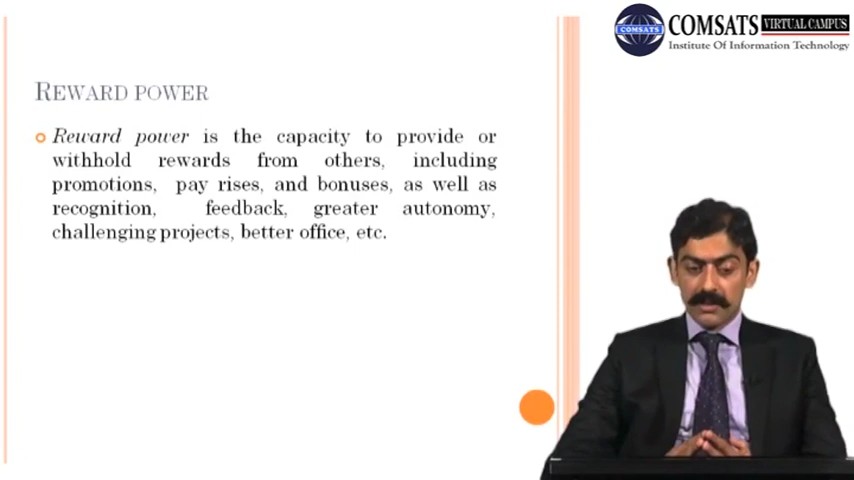 COMSATS VIRTUAL CAMPUS
COMSATS
Institute Of Information Technology
REWARD POWER
Reward power is the capacity to provide or
withhold rewards from others, including
promotions, pay rises, and bonuses, as well as
recognition, feedback, greater autonomy,
challenging projects, better office, etc.